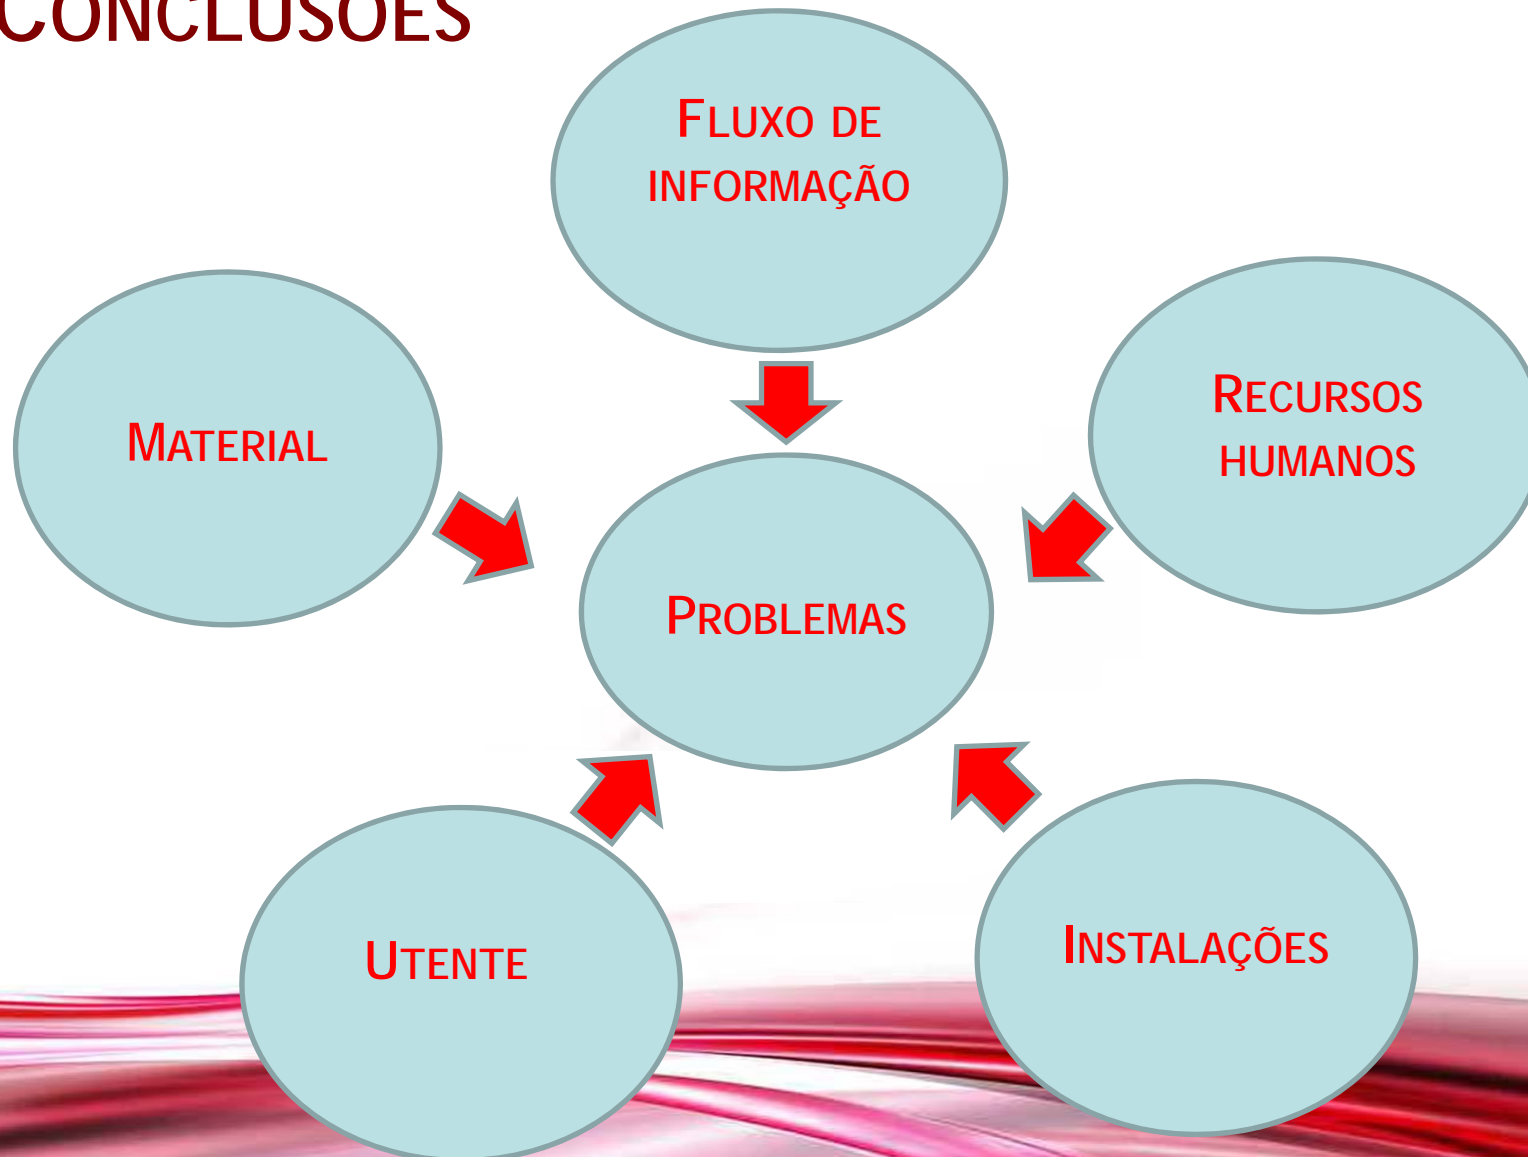 CONCLUSÕES
FLUXO DE
INFORMAÇÃO
MATERIAL
RECURSOS
HUMANOS
PROBLEMAS
UTENTE
INSTALAÇÕES